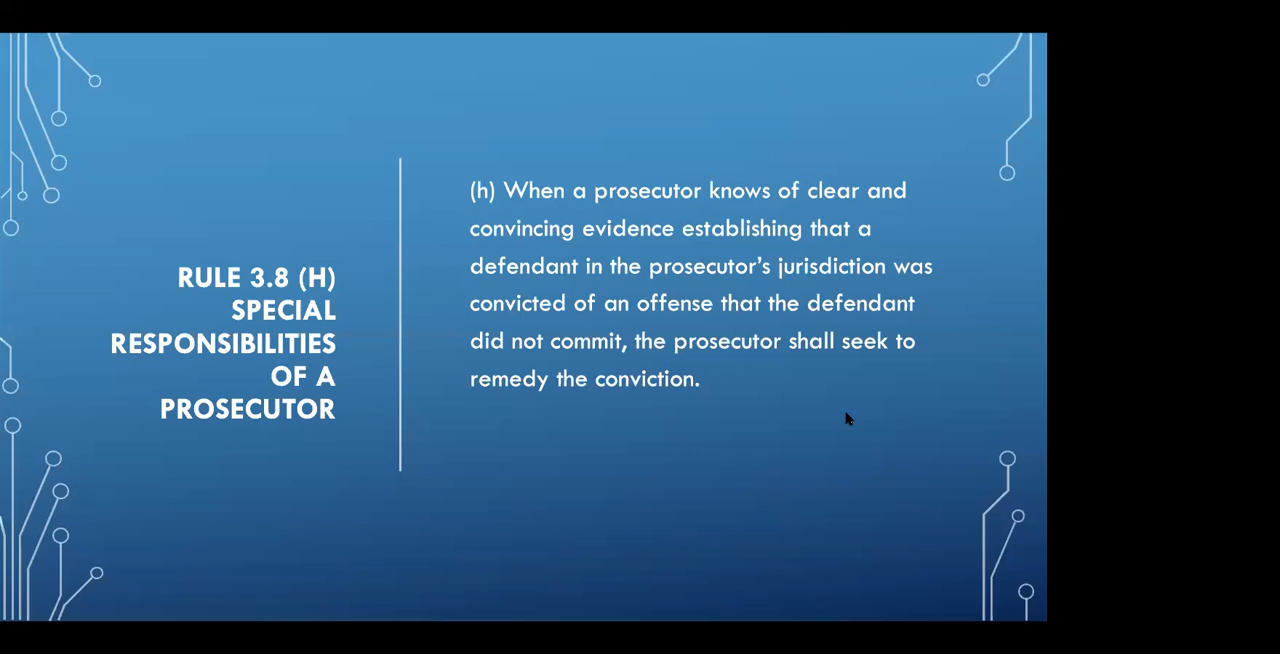 RULE 3.8 (H)
SPECIAL
RESPONSIBILITIES
OF A
PROSECUTOR
(h) When a prosecutor knows of clear and
convincing evidence establishing that a
defendant in the prosecutor’s jurisdiction was
convicted of an offense that the defendant
did not commit, the prosecutor shall seek to
remedy the conviction.